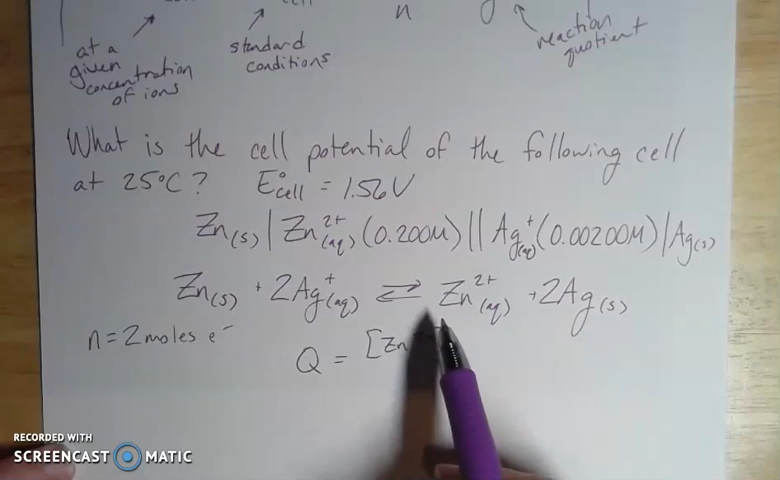 n
at a
given
concentration
of ions
standard
conditions
reaction
quotient
What is the cell potential of the following cell
at 25°C? E°cell = 1.56V
Zn(s) | Zn²⁺(aq) (0.200M) || Ag⁺(aq) (0.00200M) | Ag(s)
Zn(s) + 2Ag⁺(aq) ⇌ Zn²⁺(aq) + 2Ag(s)
n = 2 moles e⁻
Q = [Zn
RECORDED WITH
SCREENCAST MATIC